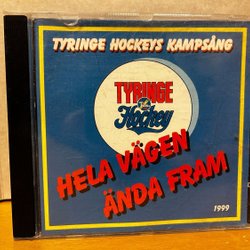 TYRINGE HOCKEYS KAMPSÅNG
TYRINGE
Hockey
HELA VÄGEN
ÄNDA FRAM
1999